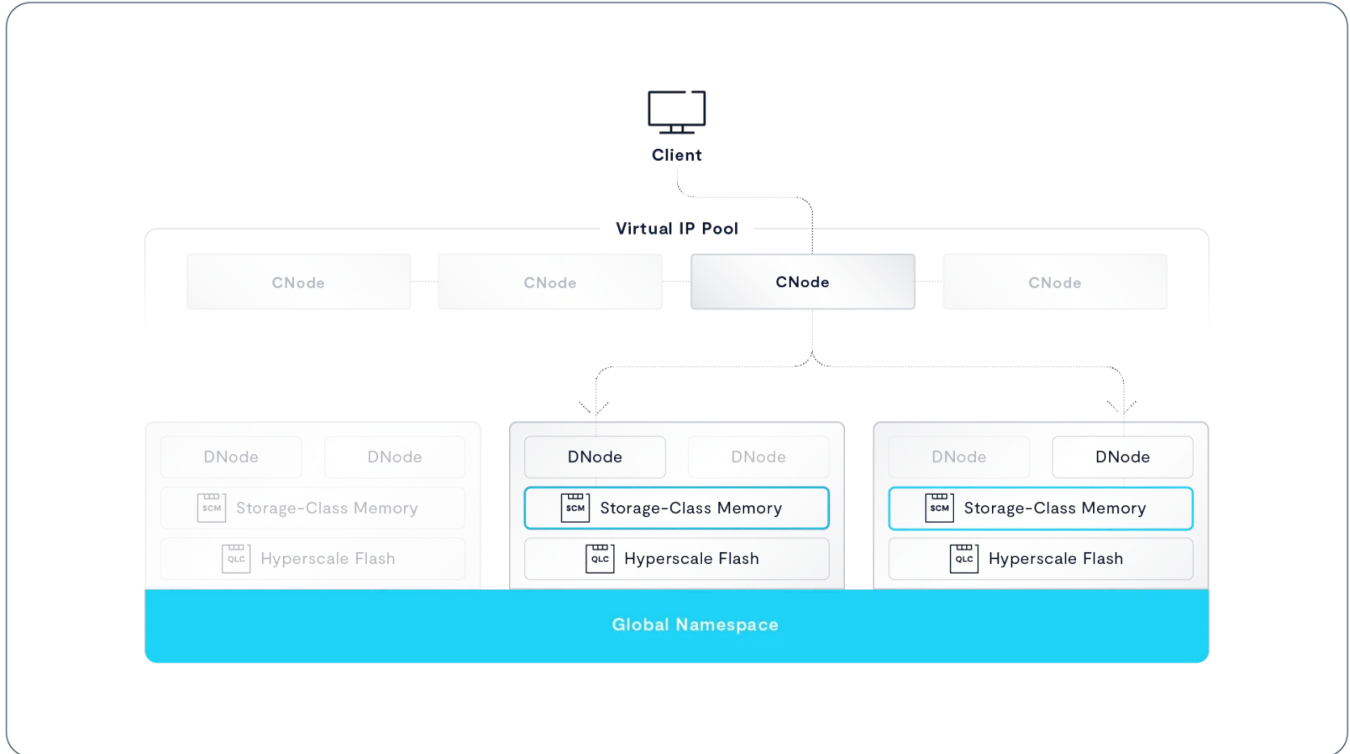 Client
Virtual IP Pool
CNode
CNode
CNode
CNode
DNode
DNode
DNode
DNode
DNode
DNode
SCM Storage-Class Memory
SCM Storage-Class Memory
SCM Storage-Class Memory
QLC Hyperscale Flash
QLC Hyperscale Flash
QLC Hyperscale Flash
Global Namespace